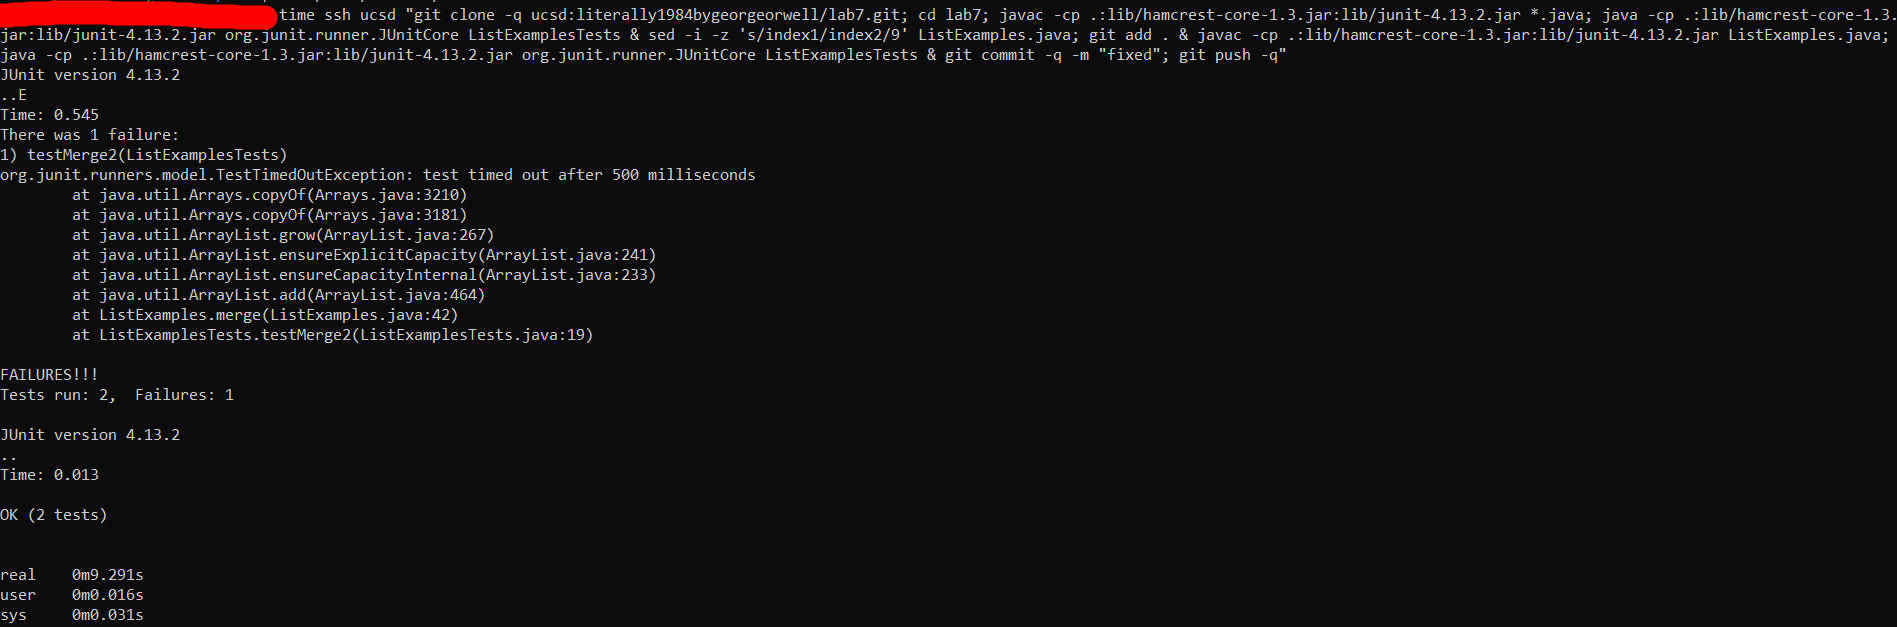 time ssh ucsd "git clone -q ucsd:literally1984bygeorgeorwell/lab7.git; cd lab7; javac -cp .:lib/hamcrest-core-1.3.jar:lib/junit-4.13.2.jar *.java; java -cp .:lib/hamcrest-core-1.3.
jar:lib/junit-4.13.2.jar org.junit.runner.JUnitCore ListExamplesTests & sed -i -z 's/index1/index2/9' ListExamples.java; git add . & javac -cp .:lib/hamcrest-core-1.3.jar:lib/junit-4.13.2.jar ListExamples.java;
java -cp .:lib/hamcrest-core-1.3.jar:lib/junit-4.13.2.jar org.junit.runner.JUnitCore ListExamplesTests & git commit -q -m "fixed"; git push -q"
JUnit version 4.13.2
..E
Time: 0.545
There was 1 failure:
1) testMerge2(ListExamplesTests)
org.junit.runners.model.TestTimedOutException: test timed out after 500 milliseconds
        at java.util.Arrays.copyOf(Arrays.java:3210)
        at java.util.Arrays.copyOf(Arrays.java:3181)
        at java.util.ArrayList.grow(ArrayList.java:267)
        at java.util.ArrayList.ensureExplicitCapacity(ArrayList.java:241)
        at java.util.ArrayList.ensureCapacityInternal(ArrayList.java:233)
        at java.util.ArrayList.add(ArrayList.java:464)
        at ListExamples.merge(ListExamples.java:42)
        at ListExamplesTests.testMerge2(ListExamplesTests.java:19)
FAILURES!!!
Tests run: 2,  Failures: 1
JUnit version 4.13.2
..
Time: 0.013
OK (2 tests)
real    0m9.291s
user    0m0.016s
sys     0m0.031s